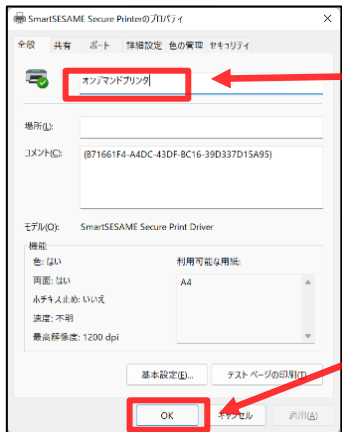 SmartSESAME Secure Printerのプロパティ
全般 共有 ポート 詳細設定 色の管理 セキュリティ
オンデマンドプリンタ
場所(L):
コメント(C): {871661F4-A4DC-43DF-BC16-39D337D15A95}
モデル(O): SmartSESAME Secure Print Driver
機能
色: はい 利用可能な用紙:
両面: はい A4
ホチキス止め: いいえ
速度: 不明
最高解像度: 1200 dpi
基本設定(E)... テスト ページの印刷(T)
OK キャンセル 適用(A)